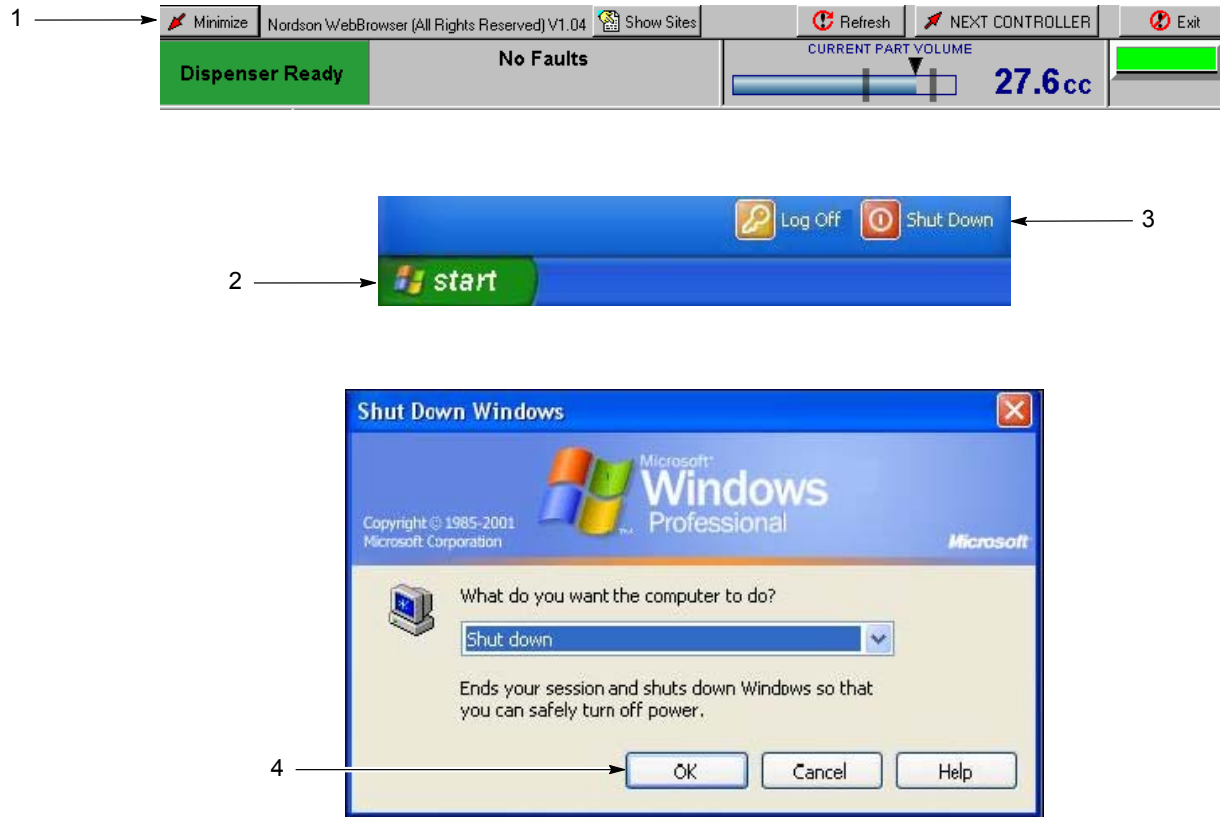 1
Minimize
Nordson WebBrowser (All Rights Reserved) V1.04
Show Sites
Refresh
NEXT CONTROLLER
Exit
Dispenser Ready
No Faults
CURRENT PART VOLUME
27.6cc
Log Off
Shut Down
3
2
start
Shut Down Windows
Microsoft
Windows
Professional
Copyright © 1985-2001
Microsoft Corporation
Microsoft
What do you want the computer to do?
Shut down
Ends your session and shuts down Windows so that
you can safely turn off power.
4
OK
Cancel
Help